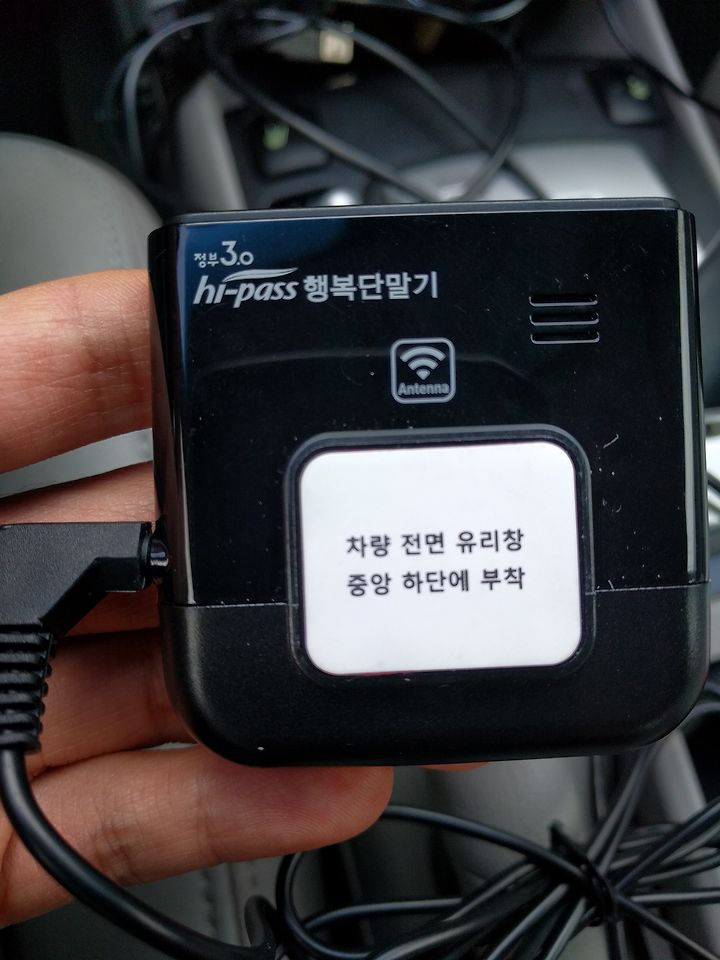 정부3.0
hi-pass 행복단말기
Antenna
차량 전면 유리창
중앙 하단에 부착